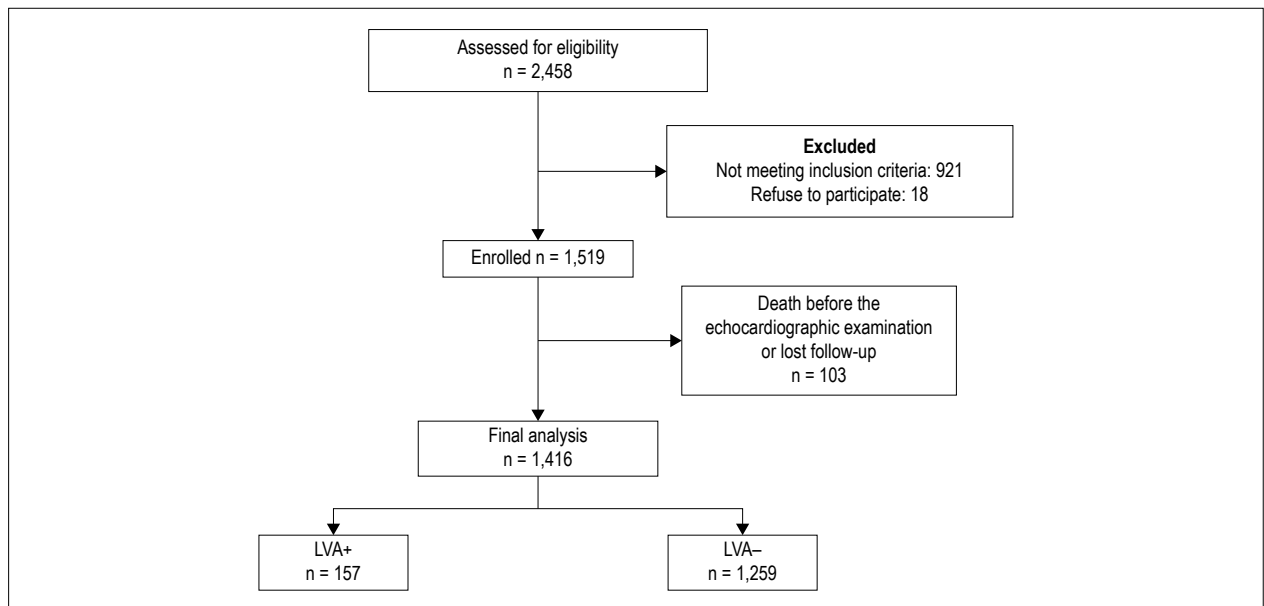 Assessed for eligibility
n = 2,458
Excluded
Not meeting inclusion criteria: 921
Refuse to participate: 18
Enrolled n = 1,519
Death before the
echocardiographic examination
or lost follow-up
n = 103
Final analysis
n = 1,416
LVA+
n = 157
LVA–
n = 1,259